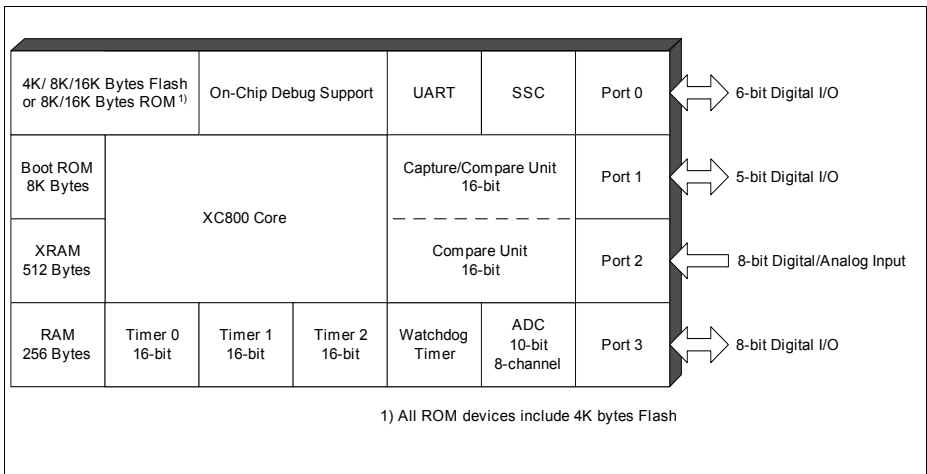 4K/ 8K/16K Bytes Flash
or 8K/16K Bytes ROM 1)
On-Chip Debug Support
UART
SSC
Port 0
6-bit Digital I/O
Boot ROM
8K Bytes
XC800 Core
Capture/Compare Unit
16-bit
Port 1
5-bit Digital I/O
XRAM
512 Bytes
Compare Unit
16-bit
Port 2
8-bit Digital/Analog Input
RAM
256 Bytes
Timer 0
16-bit
Timer 1
16-bit
Timer 2
16-bit
Watchdog
Timer
ADC
10-bit
8-channel
Port 3
8-bit Digital I/O
1) All ROM devices include 4K bytes Flash